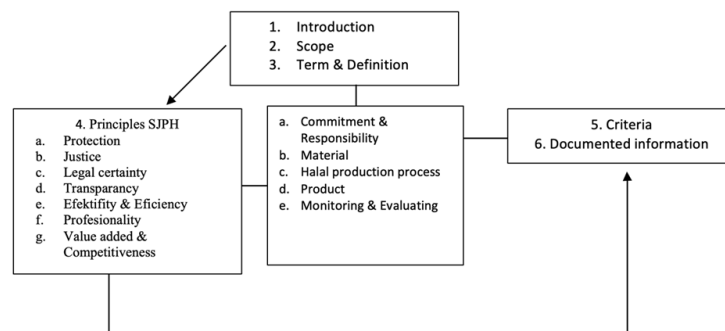 1. Introduction
2. Scope
3. Term & Definition
4. Principles SJPH
a. Protection
b. Justice
c. Legal certainty
d. Transparancy
e. Efektifity & Eficiency
f. Profesionality
g. Value added &
Competitiveness
a. Commitment &
Responsibility
b. Material
c. Halal production process
d. Product
e. Monitoring & Evaluating
5. Criteria
6. Documented information